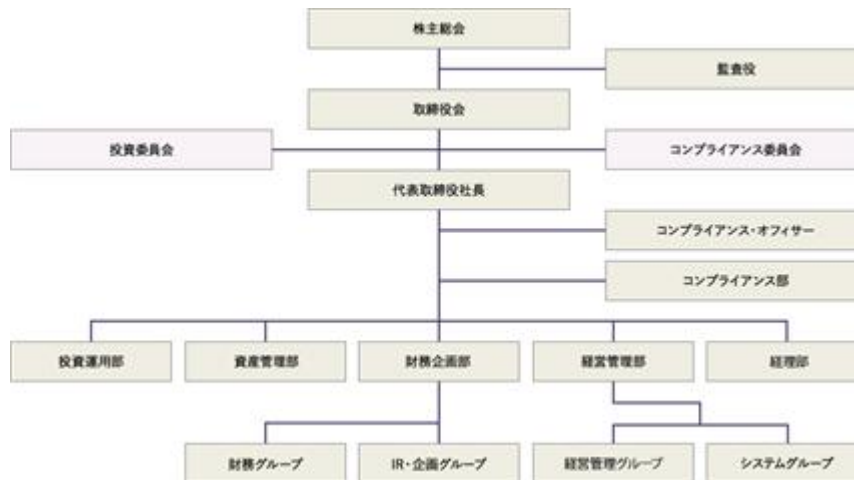 株主総会
監査役
取締役会
投資委員会
コンプライアンス委員会
代表取締役社長
コンプライアンス・オフィサー
コンプライアンス部
投資運用部
資産管理部
財務企画部
経営管理部
経理部
財務グループ
IR・企画グループ
経営管理グループ
システムグループ